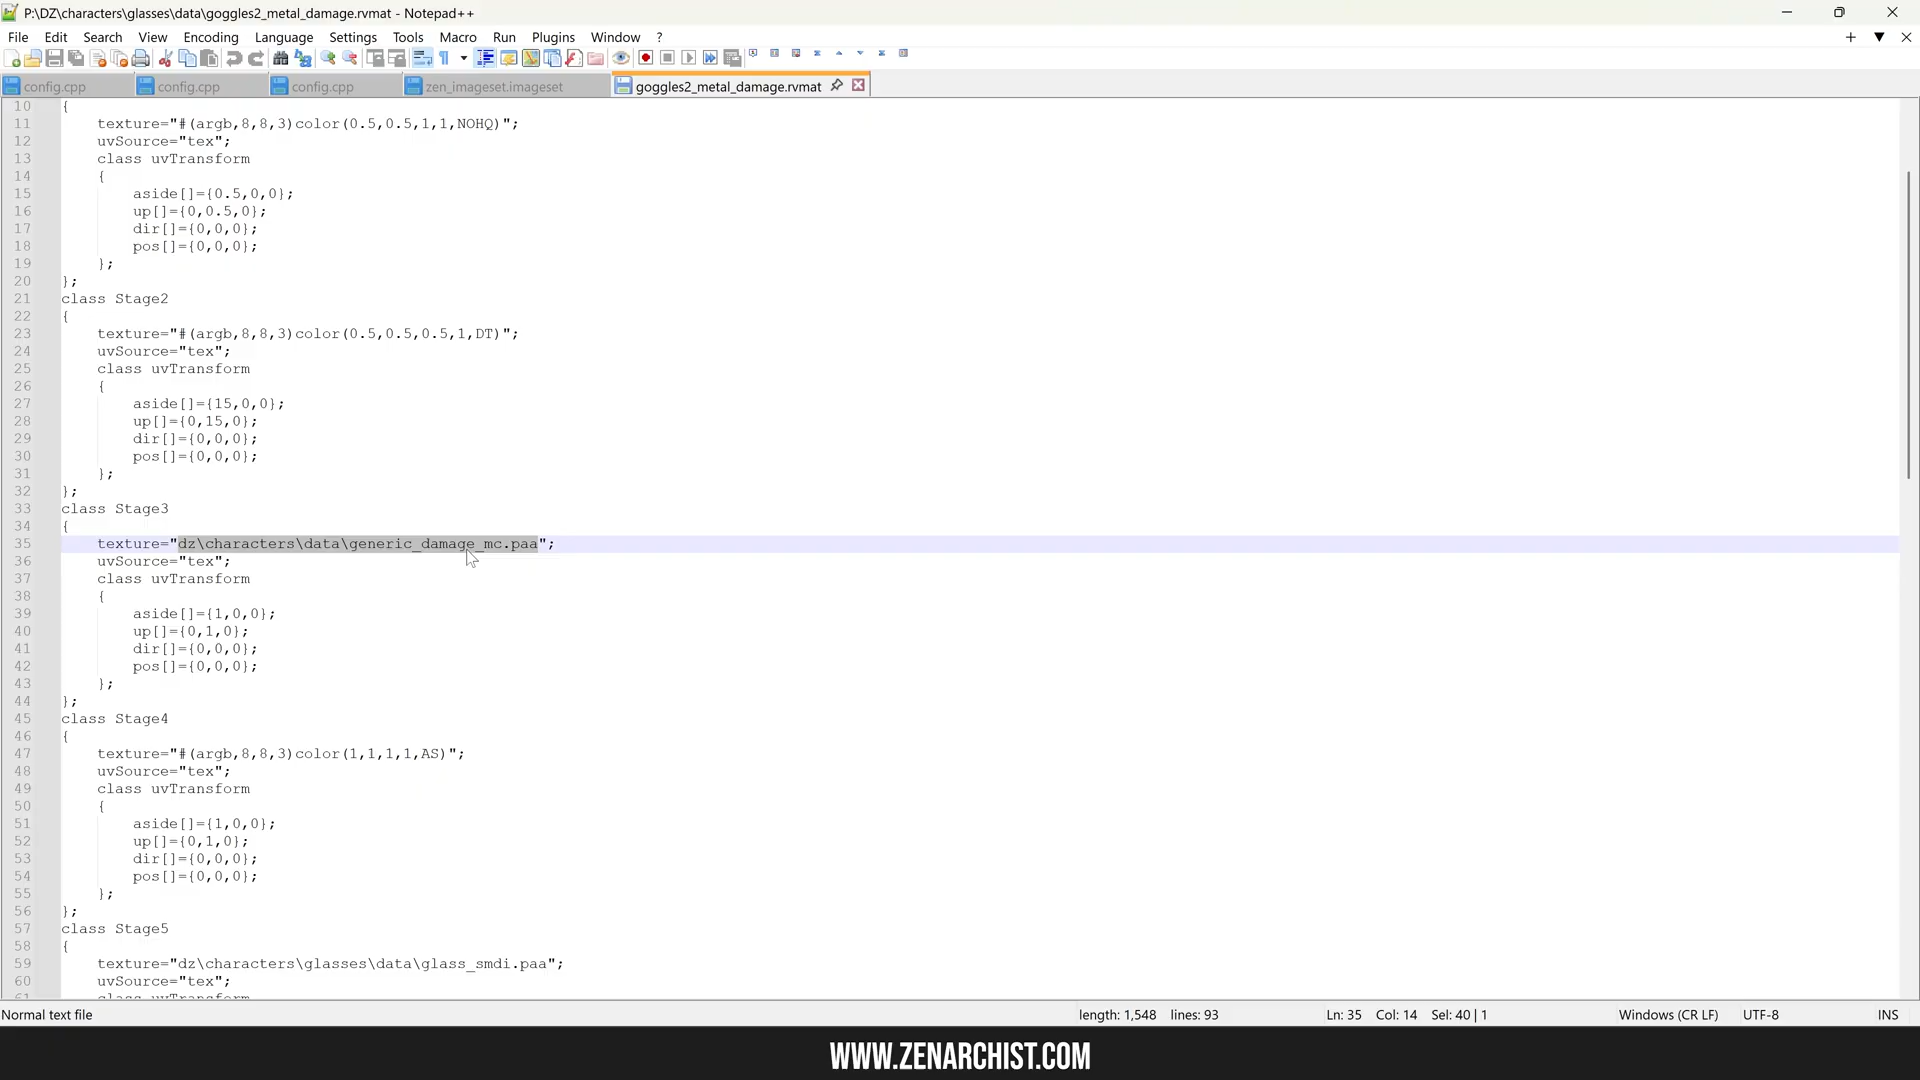 P:\DZ\characters\glasses\data\goggles2_metal_damage.rvmat - Notepad++
File Edit Search View Encoding Language Settings Tools Macro Run Plugins Window ?
config.cpp config.cpp config.cpp zen_imageset.imageset goggles2_metal_damage.rvmat
10 {
11 texture="#(argb,8,8,3)color(0.5,0.5,1,1,NOHQ)";
12 uvSource="tex";
13 class uvTransform
14 {
15 aside[]={0.5,0,0};
16 up[]={0,0.5,0};
17 dir[]={0,0,0};
18 pos[]={0,0,0};
19 };
20 };
21 class Stage2
22 {
23 texture="#(argb,8,8,3)color(0.5,0.5,0.5,1,DT)";
24 uvSource="tex";
25 class uvTransform
26 {
27 aside[]={15,0,0};
28 up[]={0,15,0};
29 dir[]={0,0,0};
30 pos[]={0,0,0};
31 };
32 };
33 class Stage3
34 {
35 texture="dz\characters\data\generic_damage_mc.paa";
36 uvSource="tex";
37 class uvTransform
38 {
39 aside[]={1,0,0};
40 up[]={0,1,0};
41 dir[]={0,0,0};
42 pos[]={0,0,0};
43 };
44 };
45 class Stage4
46 {
47 texture="#(argb,8,8,3)color(1,1,1,1,AS)";
48 uvSource="tex";
49 class uvTransform
50 {
51 aside[]={1,0,0};
52 up[]={0,1,0};
53 dir[]={0,0,0};
54 pos[]={0,0,0};
55 };
56 };
57 class Stage5
58 {
59 texture="dz\characters\glasses\data\glass_smdi.paa";
60 uvSource="tex";
61 class uvTransform
Normal text file length: 1,548 lines: 93 Ln: 35 Col: 14 Sel: 40 | 1 Windows (CR LF) UTF-8 INS
WWW.ZENARCHIST.COM